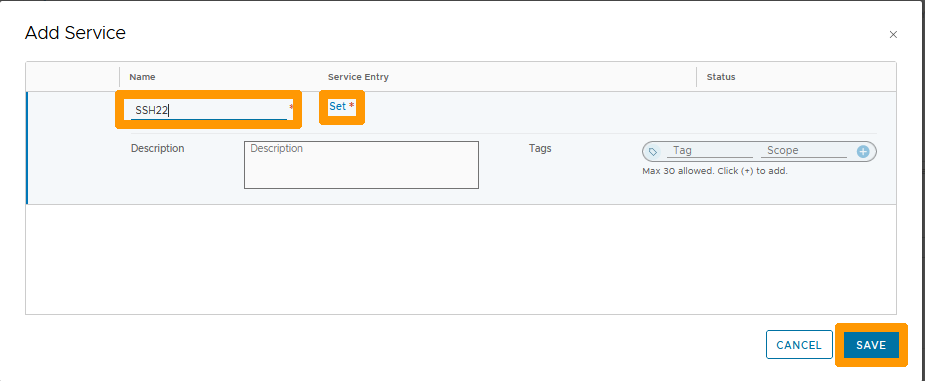 Add Service
×
Name Service Entry Status
SSH22 * Set *
Description Description Tags Tag Scope
Max 30 allowed. Click (+) to add.
CANCEL SAVE